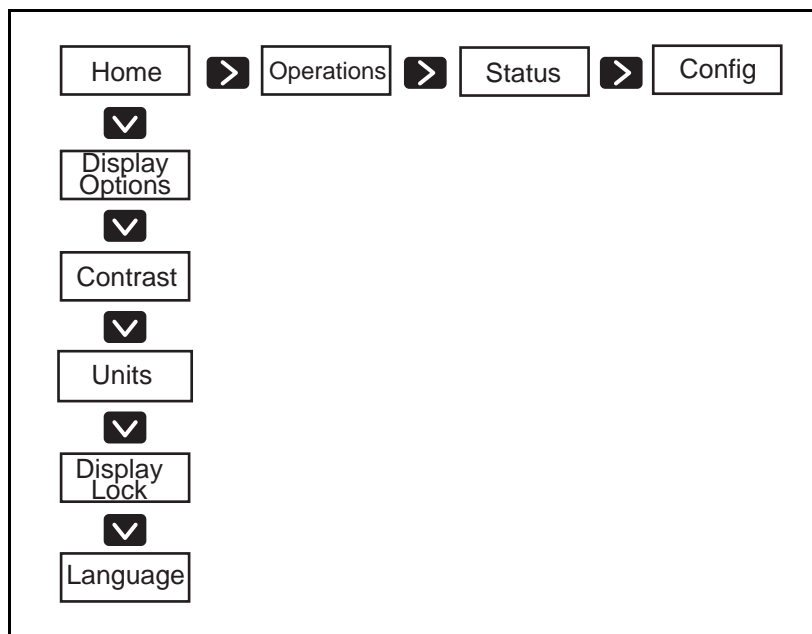 Home
Operations
Status
Config
Display
Options
Contrast
Units
Display
Lock
Language